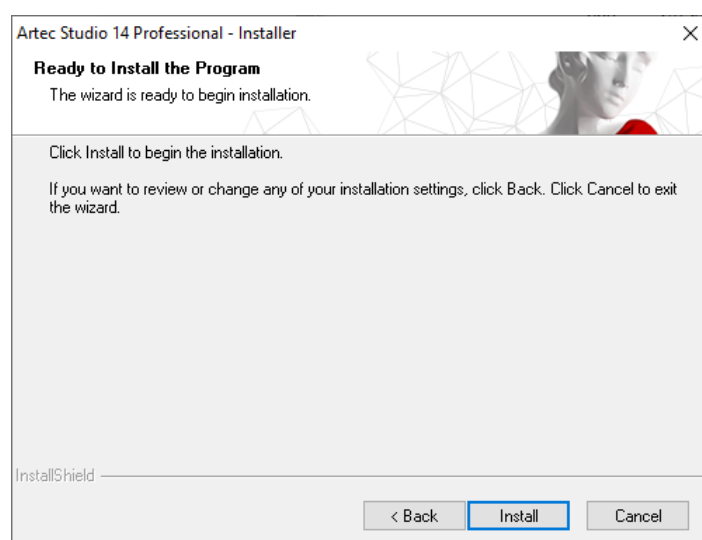 Artec Studio 14 Professional - Installer
Ready to Install the Program
The wizard is ready to begin installation.
Click Install to begin the installation.
If you want to review or change any of your installation settings, click Back. Click Cancel to exit
the wizard.
InstallShield
< Back
Install
Cancel